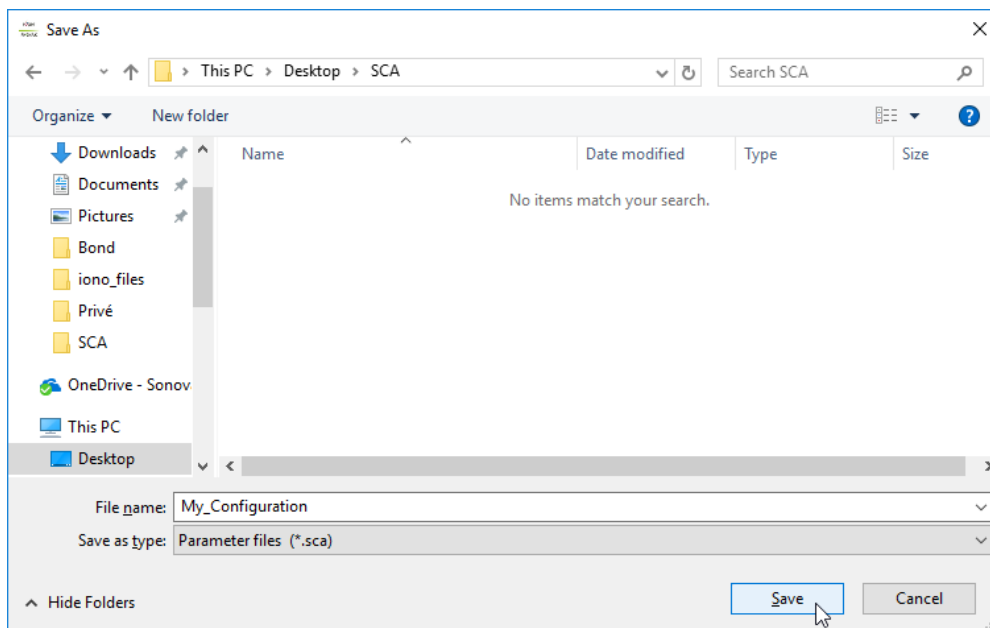 Save As
This PC > Desktop > SCA
Search SCA
Organize
New folder
Name
Date modified
Type
Size
No items match your search.
Downloads
Documents
Pictures
Bond
iono_files
Privé
SCA
OneDrive - Sonov
This PC
Desktop
File name: My_Configuration
Save as type: Parameter files (*.sca)
Hide Folders
Save
Cancel